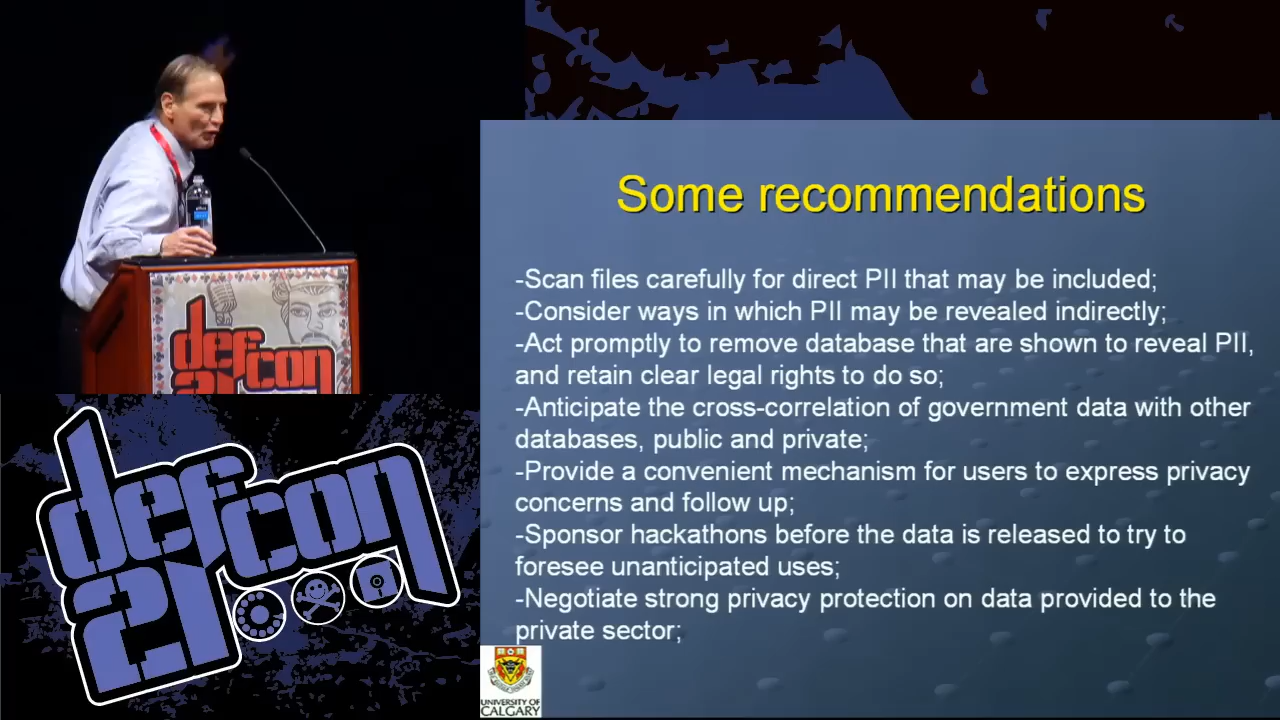 Some recommendations
-Scan files carefully for direct PII that may be included;
-Consider ways in which PII may be revealed indirectly;
-Act promptly to remove database that are shown to reveal PII,
and retain clear legal rights to do so;
-Anticipate the cross-correlation of government data with other
databases, public and private;
-Provide a convenient mechanism for users to express privacy
concerns and follow up;
-Sponsor hackathons before the data is released to try to
foresee unanticipated uses;
-Negotiate strong privacy protection on data provided to the
private sector;
UNIVERSITY OF
CALGARY
defcon
21
defcon
21